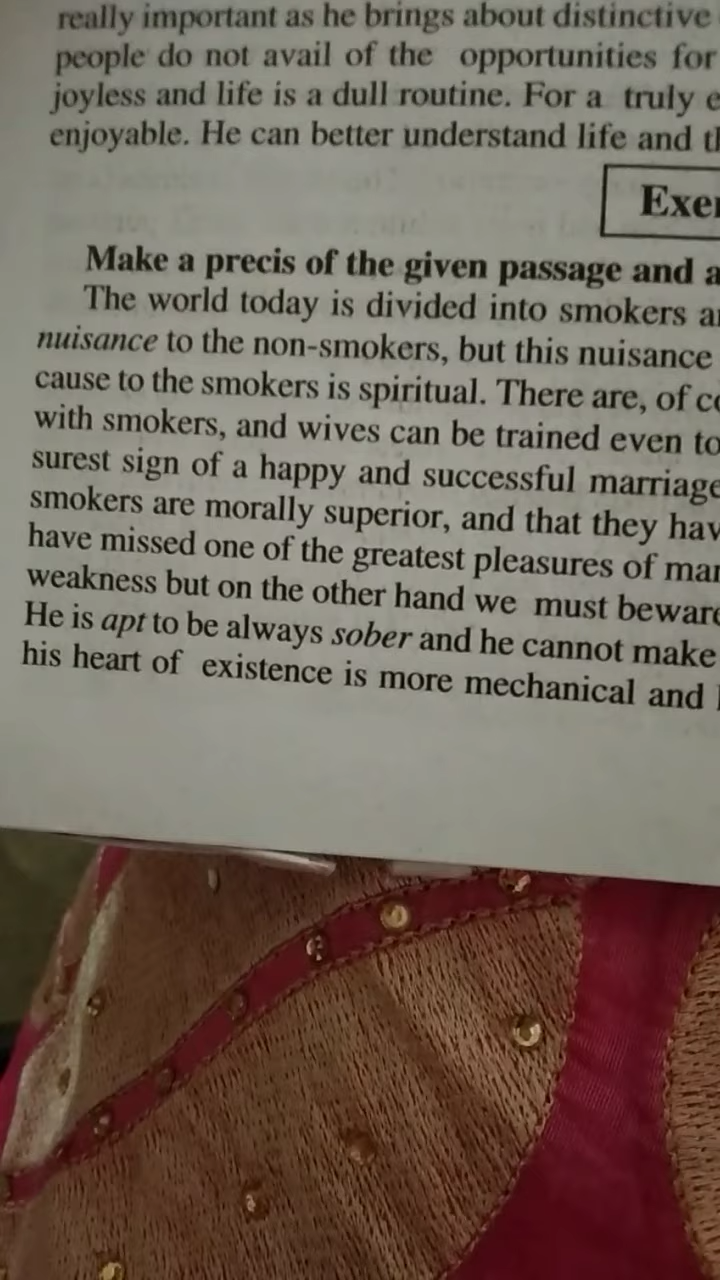 really important as he brings about distinctive
people do not avail of the opportunities for
joyless and life is a dull routine. For a truly
enjoyable. He can better understand life and
Make a precis of the given passage and
The world today is divided into smokers
nuisance to the non-smokers, but this nuisance
cause to the smokers is spiritual. There are, of
with smokers, and wives can be trained even to
surest sign of a happy and successful marriage
smokers are morally superior, and that they
have missed one of the greatest pleasures of
weakness but on the other hand we must
He is apt to be always sober and he cannot make
his heart of existence is more mechanical and